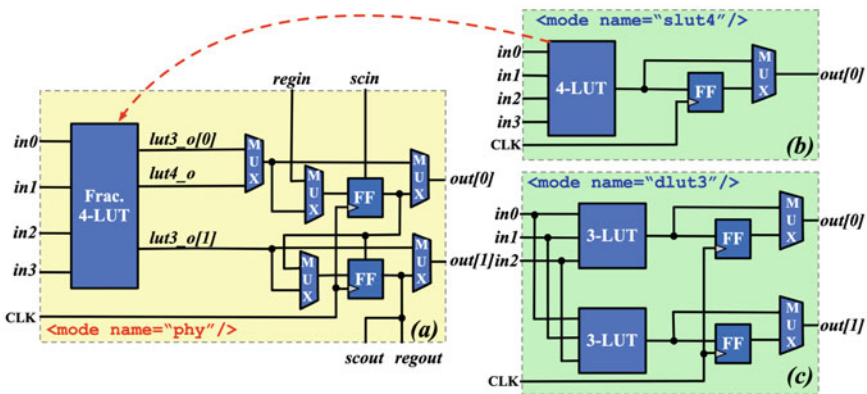 regin
scin
in0
in1
in2
in3
CLK
Frac.
4-LUT
lut3_o[0]
lut4_o
lut3_o[1]
MUX
MUX
FF
MUX
out[0]
MUX
FF
MUX
out[1]
<mode name="phy"/>
(a)
scout
regout
<mode name="slut4"/>
in0
in1
in2
in3
CLK
4-LUT
FF
MUX
out[0]
(b)
<mode name="dlut3"/>
in0
in1
in2
3-LUT
FF
MUX
out[0]
3-LUT
FF
MUX
out[1]
CLK
(c)